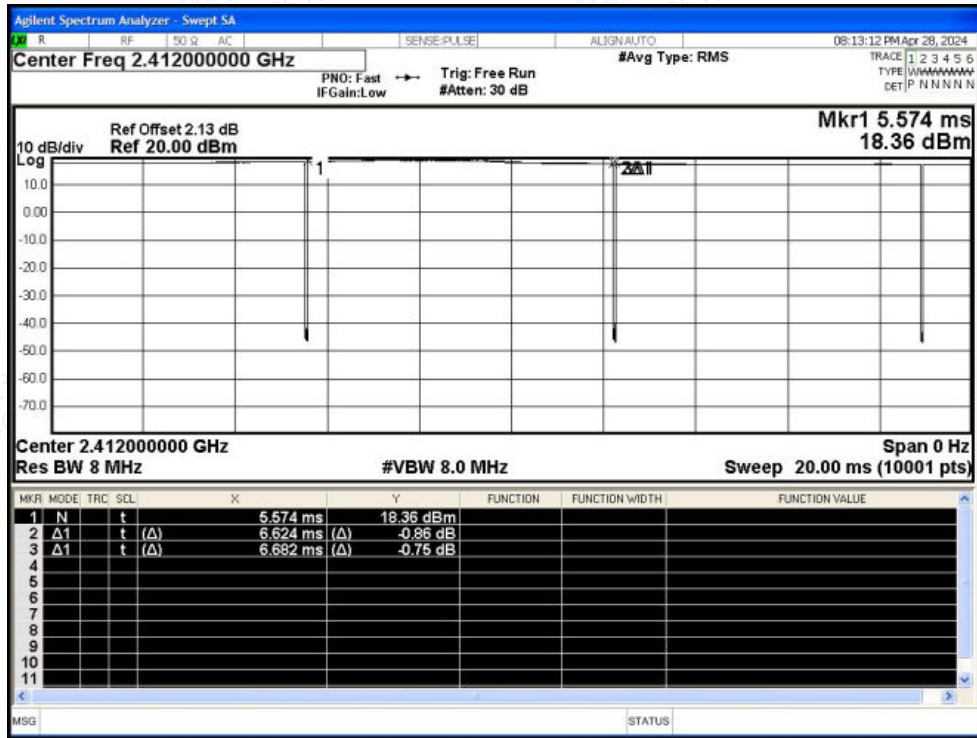 Agilent Spectrum Analyzer - Swept SA
LXI R RF 50 Ω AC SENSE:PULSE ALIGNAUTO 08:13:12 PM Apr 28, 2024
Center Freq 2.412000000 GHz #Avg Type: RMS TRACE 1 2 3 4 5 6
PNO: Fast Trig: Free Run TYPE
IFGain:Low #Atten: 30 dB DET P N N N N N
Mkr1 5.574 ms
Ref Offset 2.13 dB
10 dB/div Ref 20.00 dBm 18.36 dBm
Log
1
10.0
0.00
-10.0
-20.0
-30.0
-40.0
-50.0
-60.0
-70.0
Center 2.412000000 GHz Span 0 Hz
Res BW 8 MHz #VBW 8.0 MHz Sweep 20.00 ms (10001 pts)
MKR MODE TRC SCL X Y FUNCTION FUNCTION WIDTH FUNCTION VALUE
1 N t 5.574 ms 18.36 dBm
2 Δ1 t (Δ) 6.624 ms (Δ) -0.86 dB
3 Δ1 t (Δ) 6.682 ms (Δ) -0.75 dB
4
5
6
7
8
9
10
11
MSG STATUS